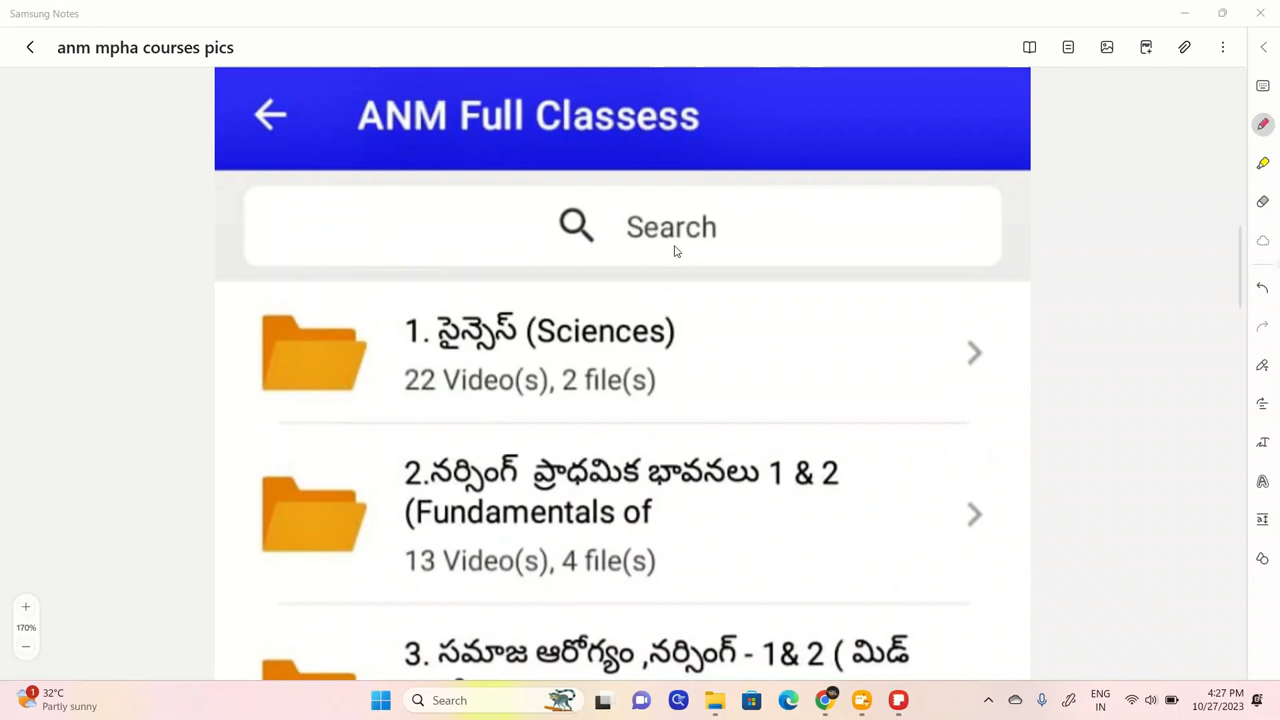 Samsung Notes
anm mpha courses pics
ANM Full Classess
Search
1. సైన్సెస్ (Sciences)
22 Video(s), 2 file(s)
2.నర్సింగ్ ప్రాధమిక భావనలు 1 & 2
(Fundamentals of
13 Video(s), 4 file(s)
3. సమాజ ఆరోగ్యం ,నర్సింగ్ - 1& 2 ( మిడ్
170%
1
32°C
Partly sunny
Search
ENG
IN
4:27 PM
10/27/2023